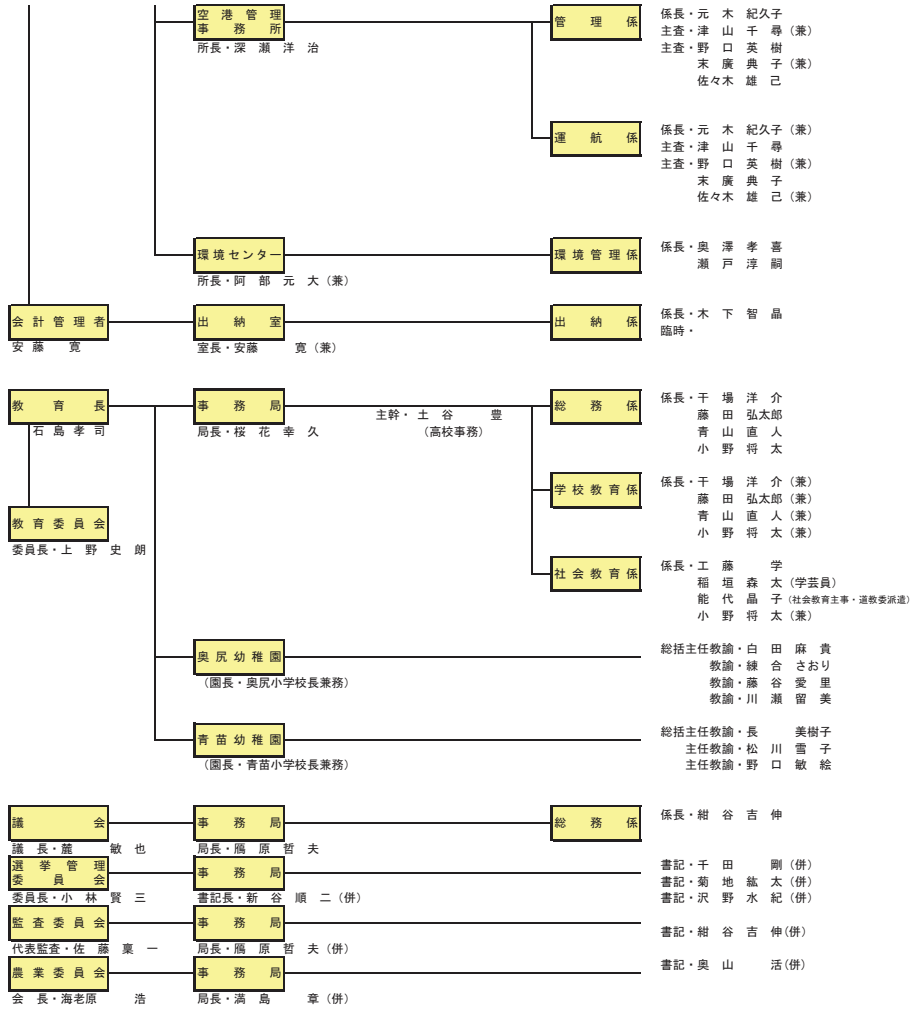 空港管理
事務所
所長・深瀬洋治
管理係
係長・元木紀久子
主査・津山千尋(兼)
主査・野口英樹
末廣典子(兼)
佐々木雄己
運航係
係長・元木紀久子(兼)
主査・津山千尋
主査・野口英樹(兼)
末廣典子
佐々木雄己(兼)
環境センター
所長・阿部元大(兼)
環境管理係
係長・奥澤孝喜
瀬戸淳嗣
会計管理者
安藤寛
出納室
室長・安藤寛(兼)
出納係
係長・木下智晶
臨時・
教育長
石島孝司
事務局
局長・桜花幸久
主幹・土谷豊
(高校事務)
総務係
係長・干場洋介
藤田弘太郎
青山直人
小野将太
学校教育係
係長・干場洋介(兼)
藤田弘太郎(兼)
青山直人(兼)
小野将太(兼)
教育委員会
委員長・上野史朗
社会教育係
係長・工藤学
稲垣森太(学芸員)
能代晶子(社会教育主事・道教委派遣)
小野将太(兼)
奥尻幼稚園
(園長・奥尻小学校長兼務)
総括主任教諭・白田麻貴
教諭・練合さおり
教諭・藤谷愛里
教諭・川瀬留美
青苗幼稚園
(園長・青苗小学校長兼務)
総括主任教諭・長美樹子
主任教諭・松川雪子
主任教諭・野口敏絵
議会
議長・麓敏也
事務局
局長・鴈原哲夫
総務係
係長・紺谷吉伸
選挙管理
委員会
委員長・小林賢三
事務局
書記長・新谷順二(併)
書記・千田剛(併)
書記・菊地紘太(併)
書記・沢野水紀(併)
監査委員会
代表監査・佐藤稟一
事務局
局長・鴈原哲夫(併)
書記・紺谷吉伸(併)
農業委員会
会長・海老原浩
事務局
局長・満島章(併)
書記・奥山活(併)